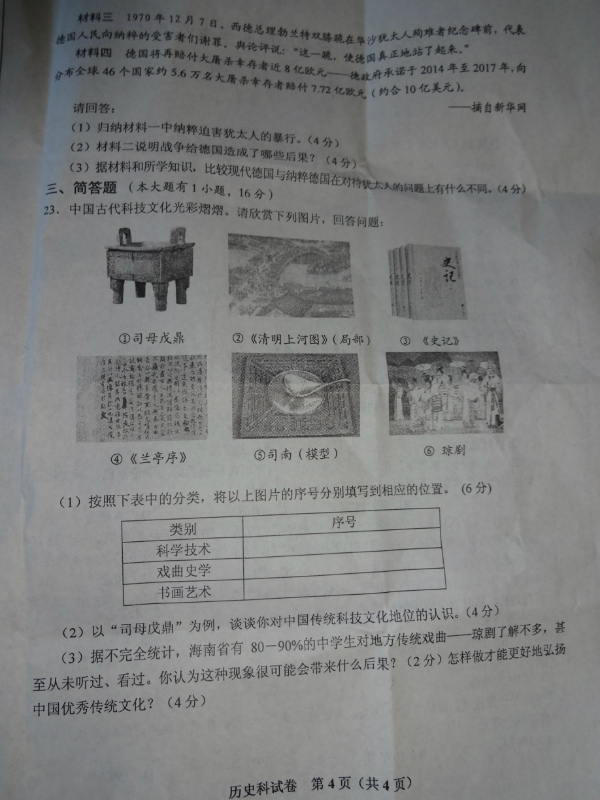 材料三 1970年12月7日，西德总理勃兰特双膝跪在华沙犹太人殉难者纪念碑前，代表
德国人民向纳粹的受害者们谢罪。舆论评说：“这一跪，使德国真正地站了起来。”
材料四 德国将再赔付大屠杀幸存者近8亿欧元——德政府承诺于2014年至2017年，向
分布全球46个国家约5.6万名大屠杀幸存者赔付7.72亿欧元（约合10亿美元）。
——摘自新华网
请回答：
（1）归纳材料一中纳粹迫害犹太人的暴行。（4分）
（2）材料二说明战争给德国造成了哪些后果？（4分）
（3）据材料和所学知识，比较现代德国与纳粹德国在对待犹太人的问题上有什么不同。（4分）
三、简答题（本大题有1小题，16分）
23．中国古代科技文化光彩熠熠。请欣赏下列图片，回答问题：
史记
①司母戊鼎 ②《清明上河图》（局部） ③ 《史记》
④《兰亭序》 ⑤司南（模型） ⑥ 琼剧
（1）按照下表中的分类，将以上图片的序号分别填写到相应的位置。（6分）
类别 序号
科学技术
戏曲史学
书画艺术
（2）以“司母戊鼎”为例，谈谈你对中国传统科技文化地位的认识。（4分）
（3）据不完全统计，海南省有 80－90%的中学生对地方传统戏曲——琼剧了解不多，甚
至从未听过、看过。你认为这种现象很可能会带来什么后果？（2分）怎样做才能更好地弘扬
中国优秀传统文化？（4分）
历史科试卷 第4页（共4页）